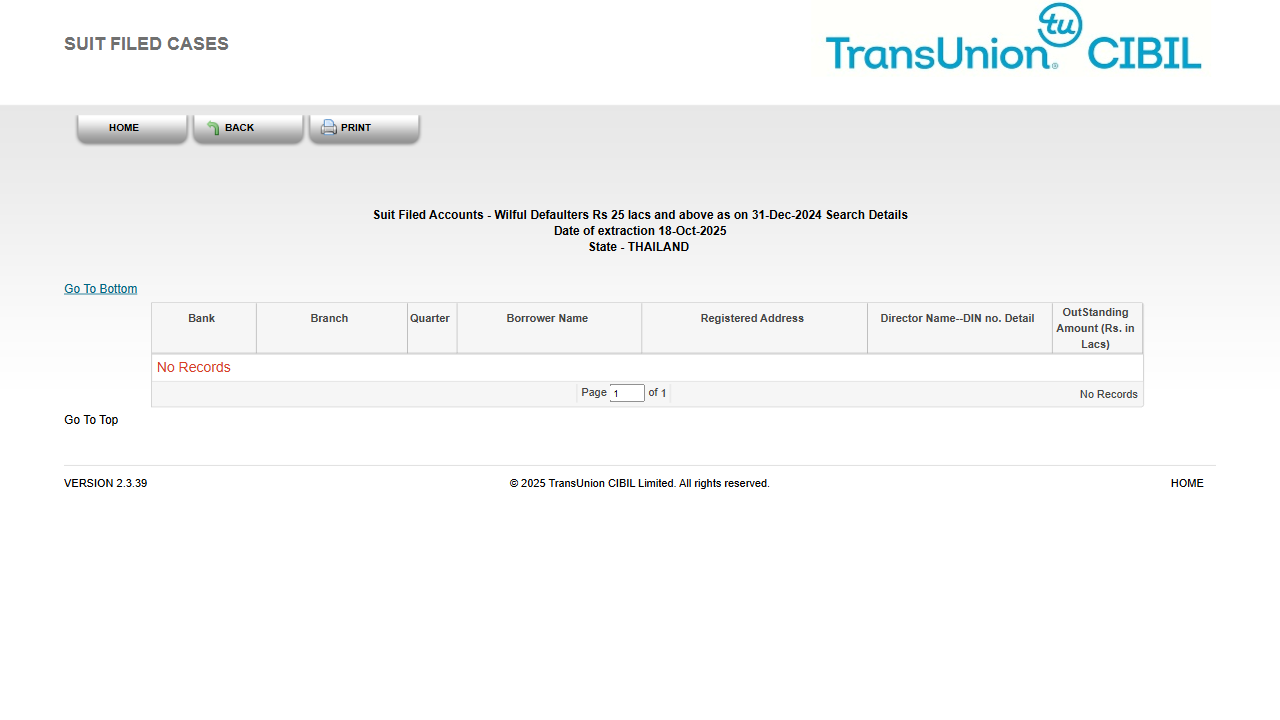 SUIT FILED CASES
tu
TransUnion® CIBIL
HOME
BACK
PRINT
Suit Filed Accounts - Wilful Defaulters Rs 25 lacs and above as on 31-Dec-2024 Search Details
Date of extraction 18-Oct-2025
State - THAILAND
Go To Bottom
Bank Branch Quarter Borrower Name Registered Address Director Name--DIN no. Detail OutStanding
Amount (Rs. in
Lacs)
No Records
Page 1 of 1
No Records
Go To Top
VERSION 2.3.39
© 2025 TransUnion CIBIL Limited. All rights reserved.
HOME